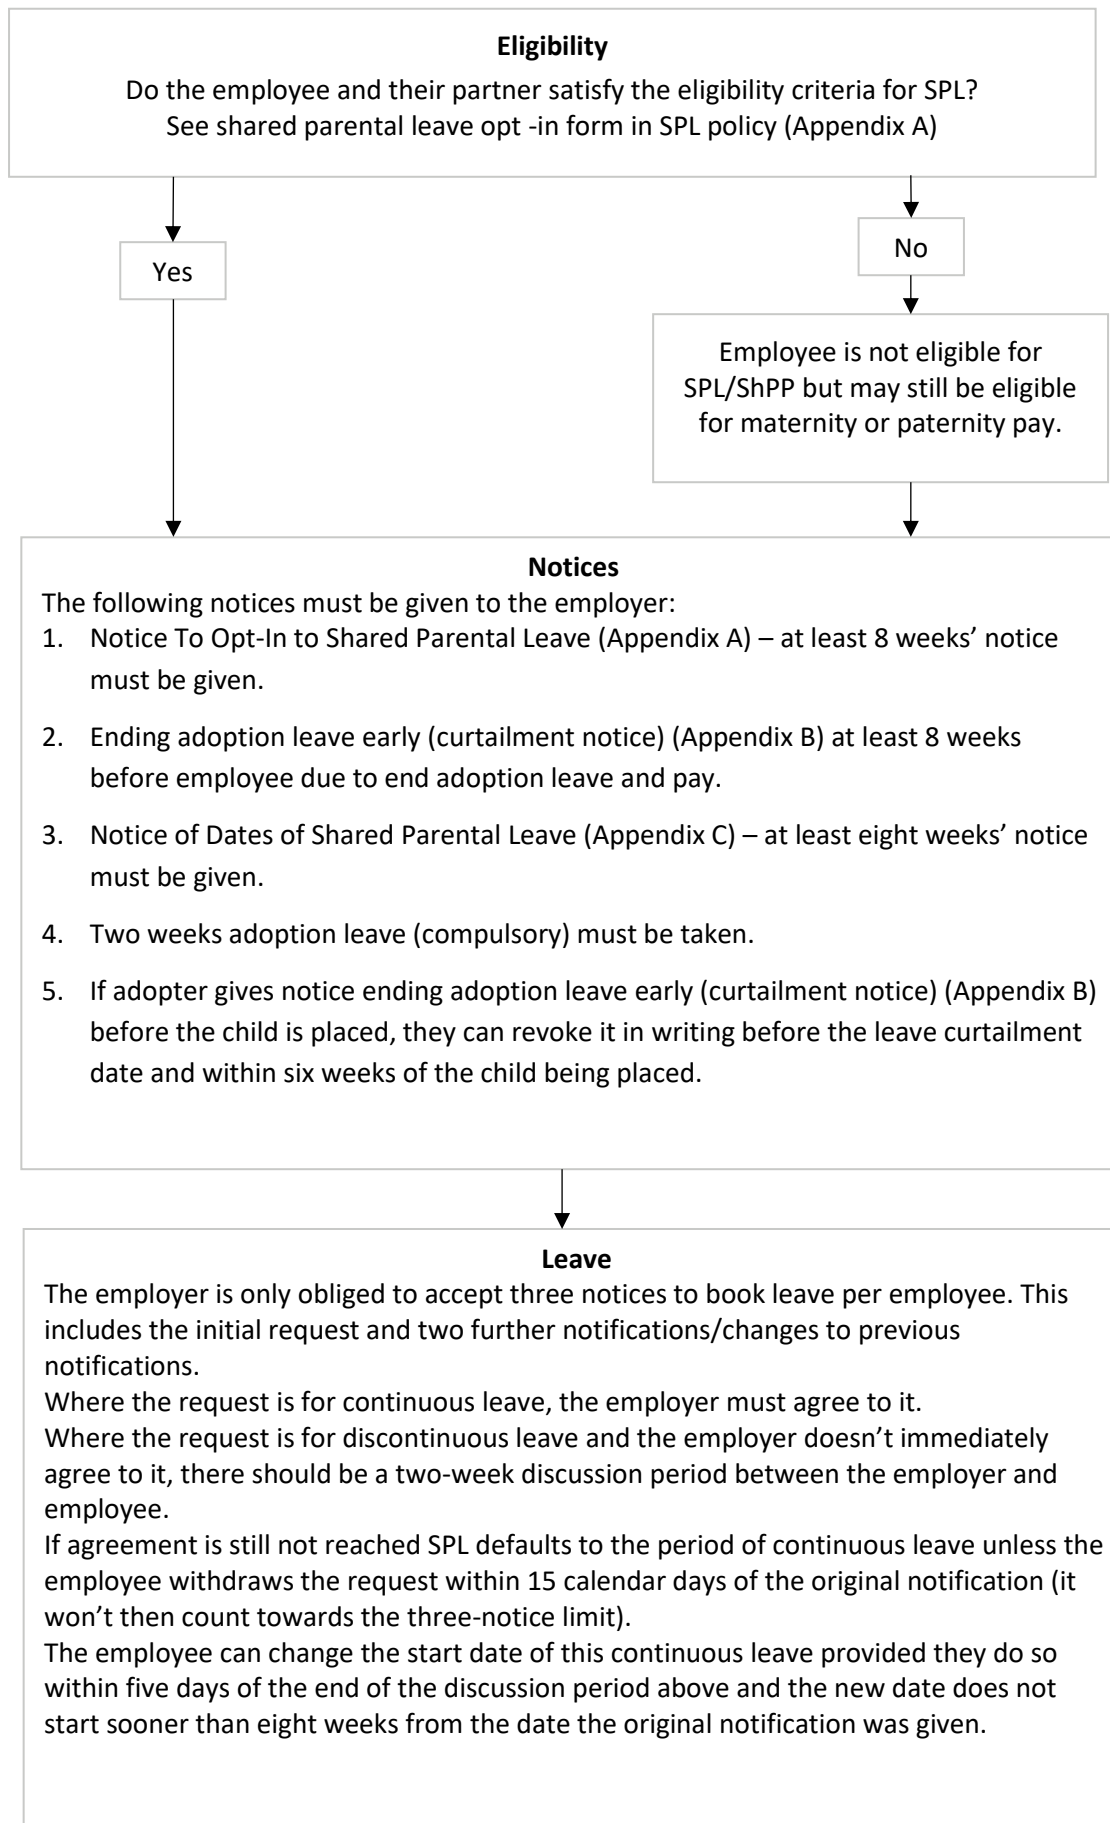 Eligibility
Do the employee and their partner satisfy the eligibility criteria for SPL?
See shared parental leave opt -in form in SPL policy (Appendix A)
Yes
No
Employee is not eligible for
SPL/ShPP but may still be eligible
for maternity or paternity pay.
Notices
The following notices must be given to the employer:
1. Notice To Opt-In to Shared Parental Leave (Appendix A) – at least 8 weeks’ notice
must be given.
2. Ending adoption leave early (curtailment notice) (Appendix B) at least 8 weeks
before employee due to end adoption leave and pay.
3. Notice of Dates of Shared Parental Leave (Appendix C) – at least eight weeks’ notice
must be given.
4. Two weeks adoption leave (compulsory) must be taken.
5. If adopter gives notice ending adoption leave early (curtailment notice) (Appendix B)
before the child is placed, they can revoke it in writing before the leave curtailment
date and within six weeks of the child being placed.
Leave
The employer is only obliged to accept three notices to book leave per employee. This
includes the initial request and two further notifications/changes to previous
notifications.
Where the request is for continuous leave, the employer must agree to it.
Where the request is for discontinuous leave and the employer doesn’t immediately
agree to it, there should be a two-week discussion period between the employer and
employee.
If agreement is still not reached SPL defaults to the period of continuous leave unless the
employee withdraws the request within 15 calendar days of the original notification (it
won’t then count towards the three-notice limit).
The employee can change the start date of this continuous leave provided they do so
within five days of the end of the discussion period above and the new date does not
start sooner than eight weeks from the date the original notification was given.